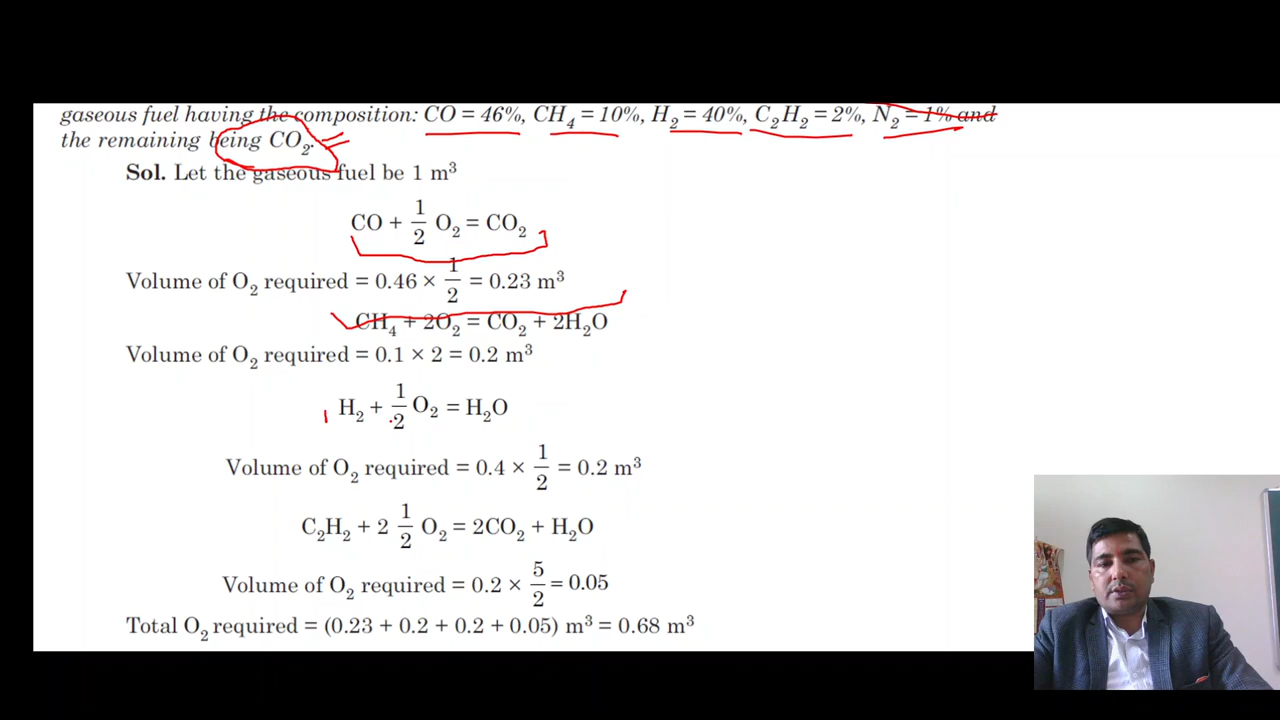 gaseous fuel having the composition: CO = 46%, CH₄ = 10%, H₂ = 40%, C₂H₂ = 2%, N₂ = 1% and
the remaining being CO₂.
Sol. Let the gaseous fuel be 1 m³
CO + 1/2 O₂ = CO₂
Volume of O₂ required = 0.46 × 1/2 = 0.23 m³
CH₄ + 2O₂ = CO₂ + 2H₂O
Volume of O₂ required = 0.1 × 2 = 0.2 m³
H₂ + 1/2 O₂ = H₂O
Volume of O₂ required = 0.4 × 1/2 = 0.2 m³
C₂H₂ + 2 1/2 O₂ = 2CO₂ + H₂O
Volume of O₂ required = 0.2 × 5/2 = 0.05
Total O₂ required = (0.23 + 0.2 + 0.2 + 0.05) m³ = 0.68 m³